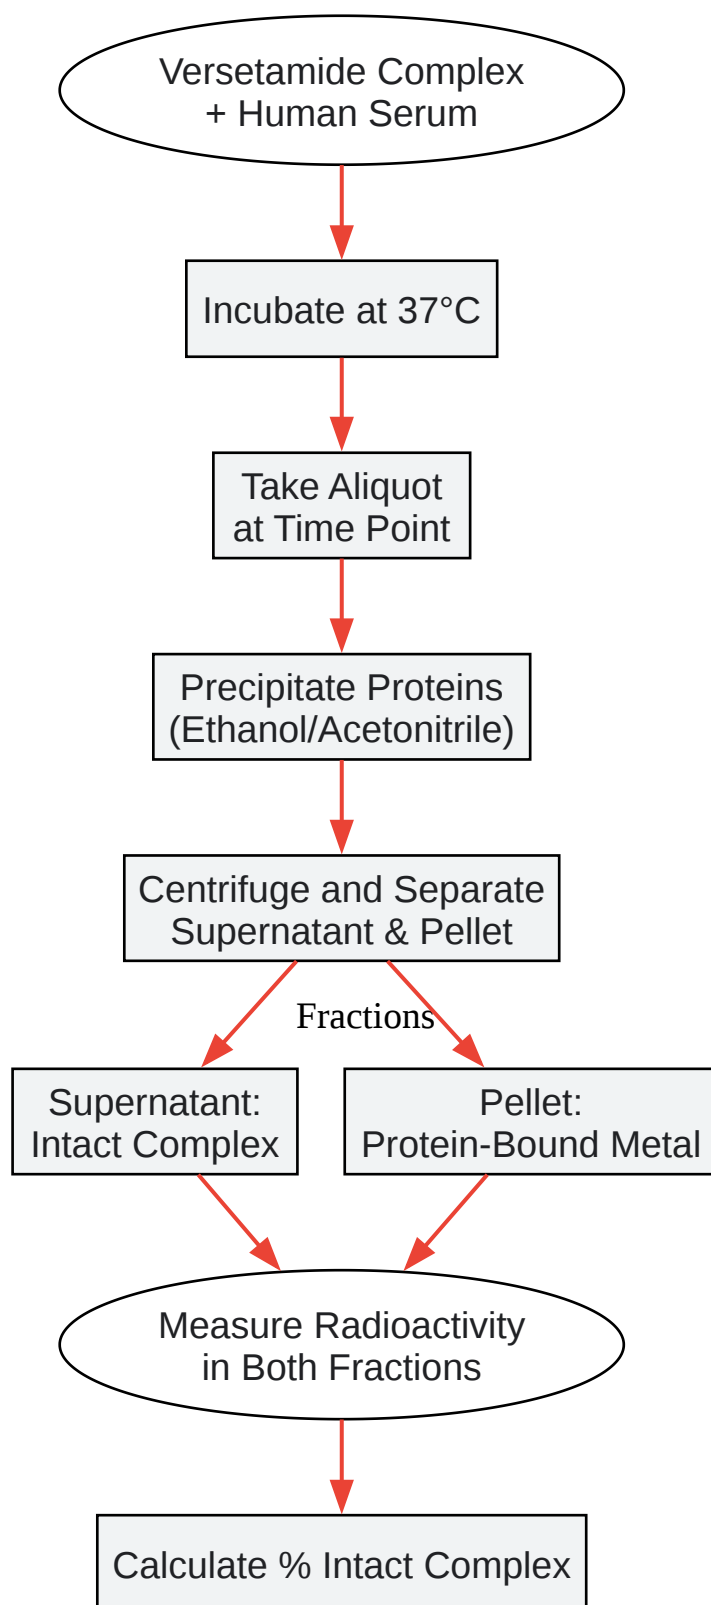 Versetamide Complex
+ Human Serum
Incubate at 37°C
Take Aliquot
at Time Point
Precipitate Proteins
(Ethanol/Acetonitrile)
Centrifuge and Separate
Supernatant & Pellet
Fractions
Supernatant:
Intact Complex
Pellet:
Protein-Bound Metal
Measure Radioactivity
in Both Fractions
Calculate % Intact Complex